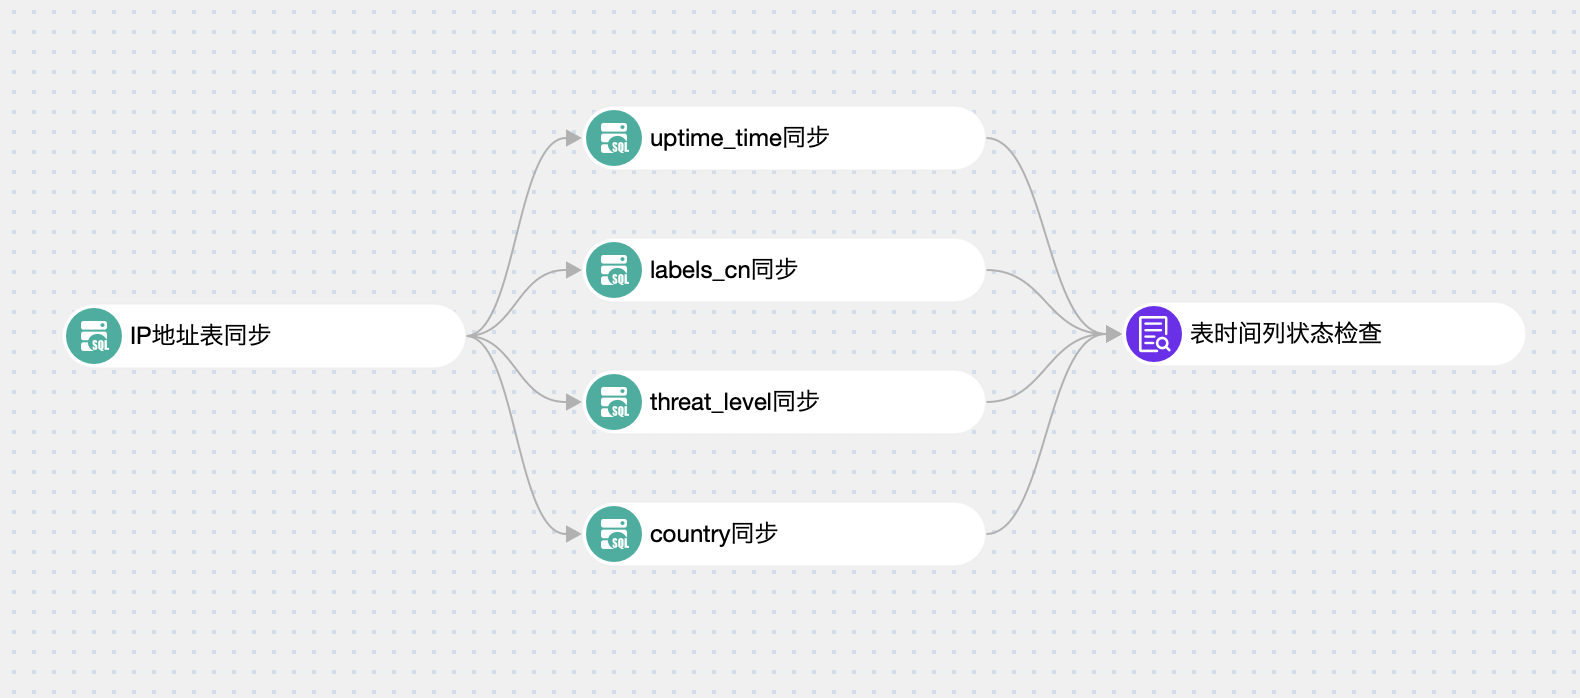 uptime_time同步
labels_cn同步
IP地址表同步
表时间列状态检查
threat_level同步
country同步
SQL
SQL
SQL
SQL
SQL